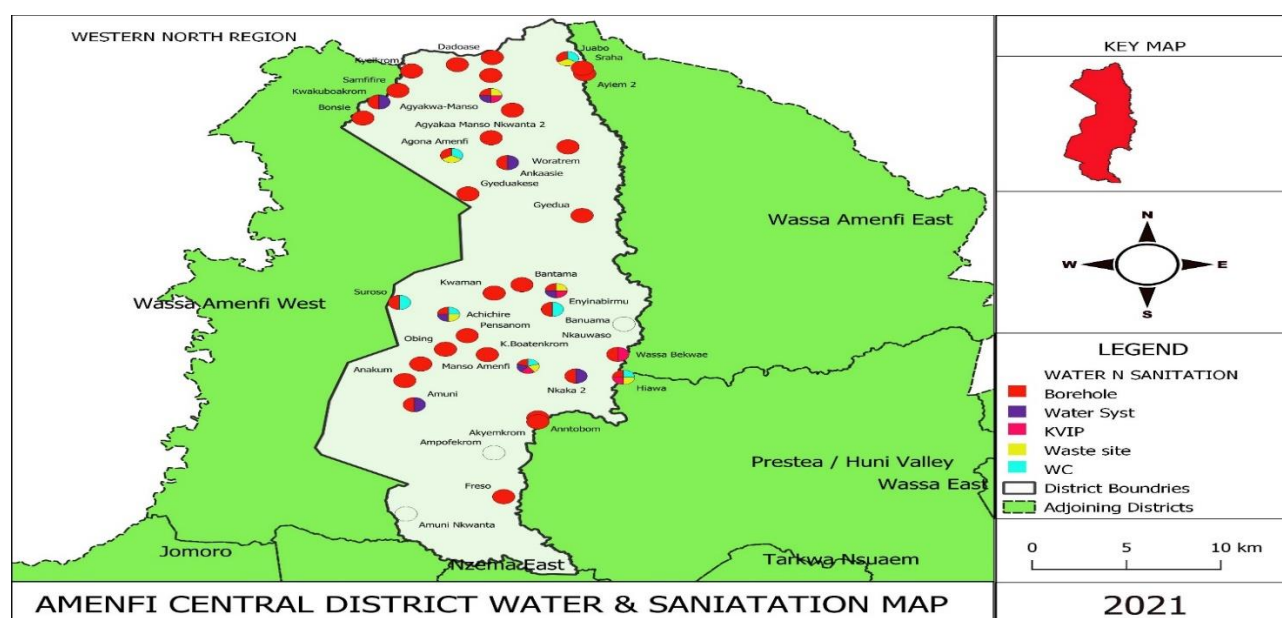 WESTERN NORTH REGION
Dadoase
Juabo
Sraha
Kyeikrom
Samfifire
Ayiem 2
Kwakuboakrom
Bonsie
Agyakwa-Manso
Agyakaa Manso Nkwanta 2
Agona Amenfi
Woratrem
Ankaasie
Gyeduakese
Gyedua
Wassa Amenfi East
Bantama
Kwaman
Suroso
Wassa Amenfi West
Enyinabirmu
Achichire
Banuama
Pensanom
Nkauwaso
Obing
K.Boatenkrom
Wassa Bekwae
Anakum
Manso Amenfi
Nkaka 2
Hiawa
Amuni
Akyemkrom
Anntobom
Ampofekrom
Prestea / Huni Valley
Wassa East
Freso
Amuni Nkwanta
Jomoro
Nzema East
Tarkwa Nsuaem
AMENFI CENTRAL DISTRICT WATER & SANIATATION MAP
KEY MAP
N
W
E
S
LEGEND
WATER N SANITATION
Borehole
Water Syst
KVIP
Waste site
WC
District Boundries
Adjoining Districts
0 5 10 km
2021